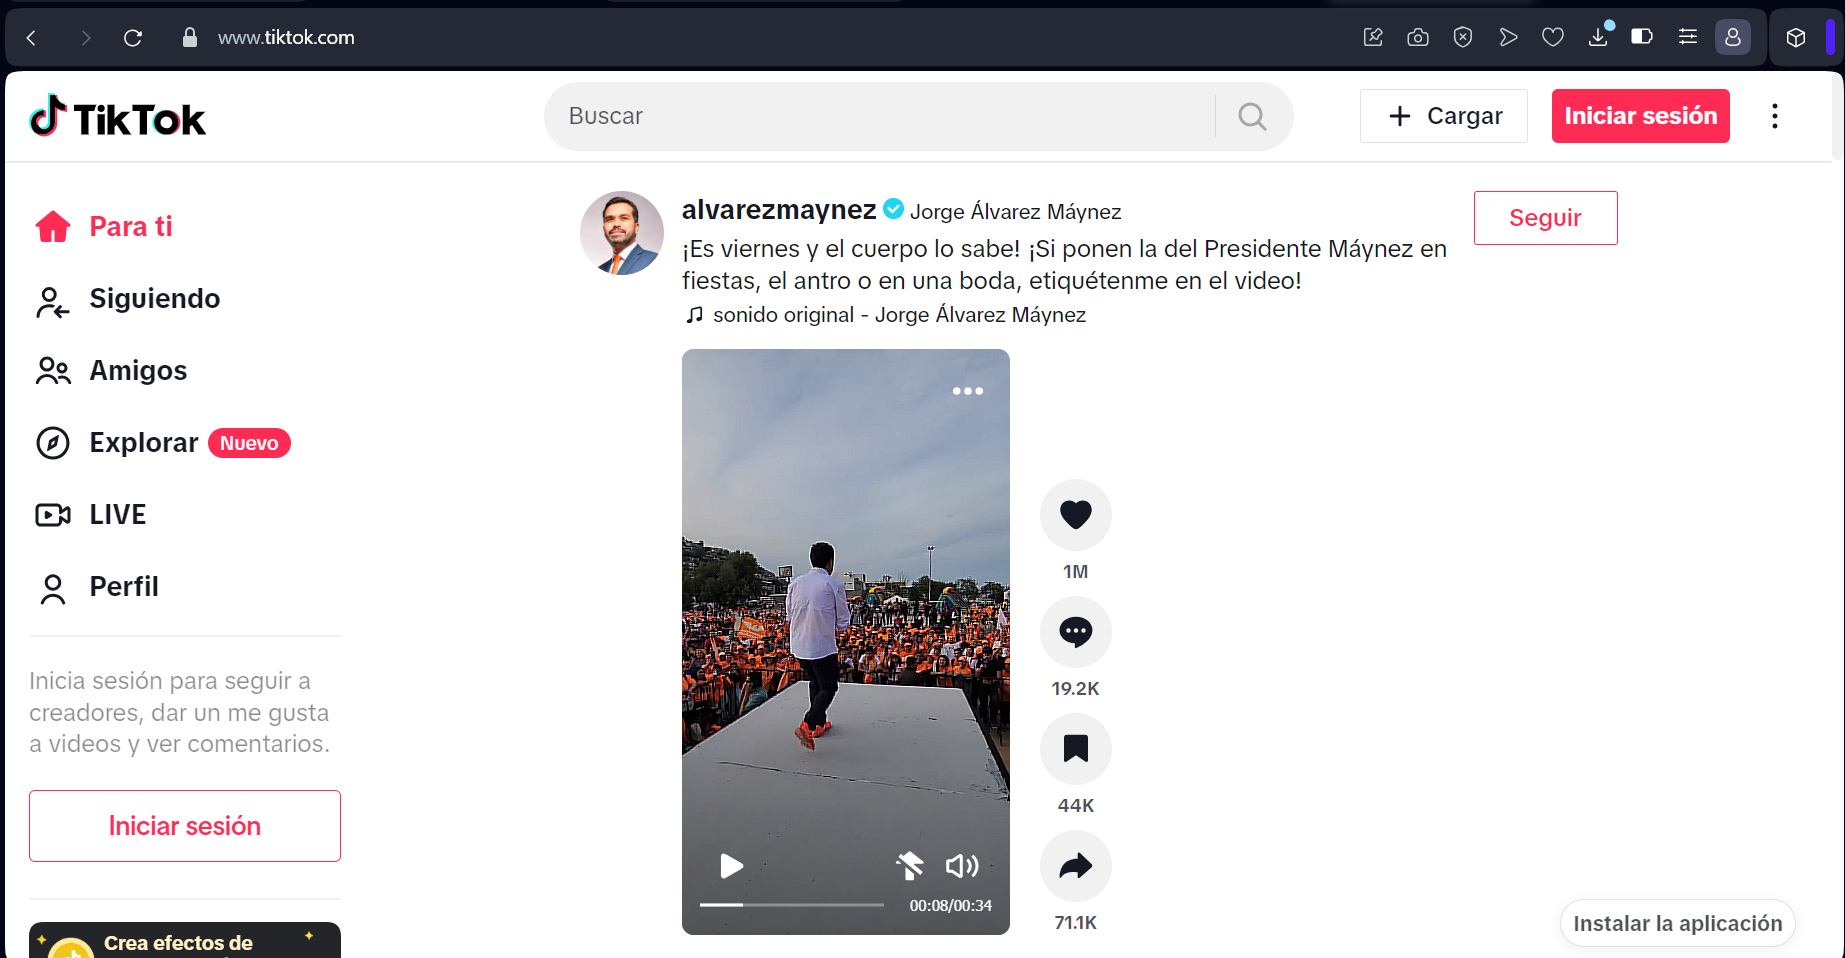 www.tiktok.com
TikTok
Buscar
Cargar
Iniciar sesión
Para ti
Siguiendo
Amigos
Explorar Nuevo
LIVE
Perfil
Inicia sesión para seguir a
creadores, dar un me gusta
a videos y ver comentarios.
Iniciar sesión
Crea efectos de
alvarezmaynez Jorge Álvarez Máynez
Seguir
¡Es viernes y el cuerpo lo sabe! ¡Si ponen la del Presidente Máynez en
fiestas, el antro o en una boda, etiquétenme en el video!
sonido original - Jorge Álvarez Máynez
00:08/00:34
1M
19.2K
44K
71.1K
Instalar la aplicación